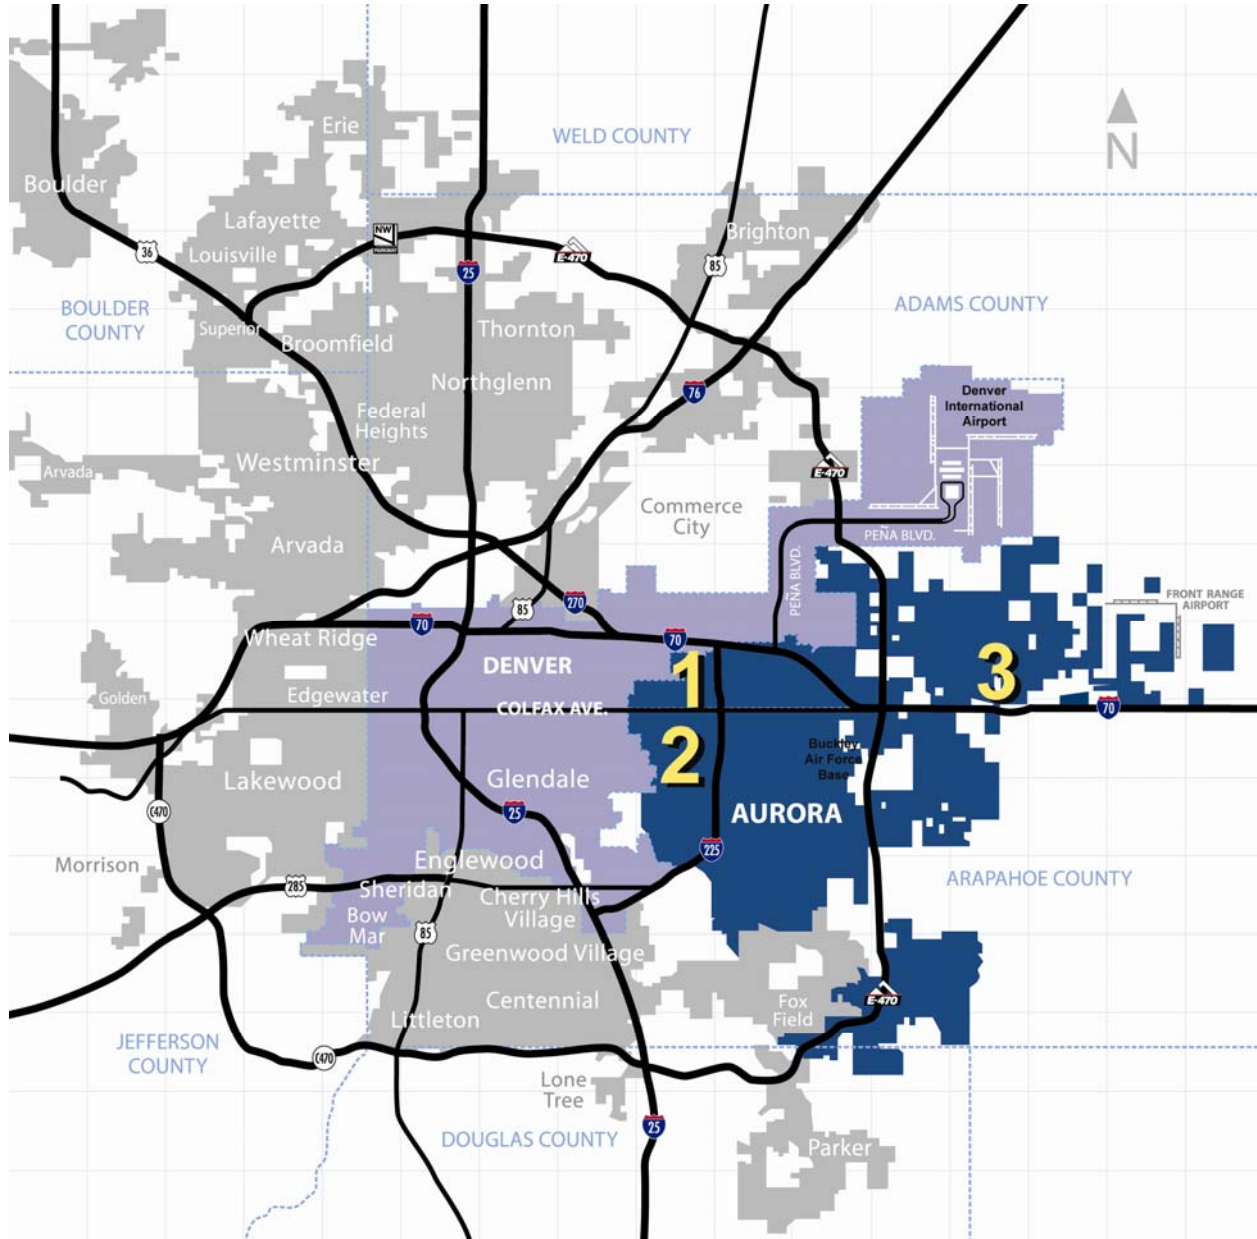 Erie
WELD COUNTY
N
Boulder
Lafayette
NW
PARKWAY
Brighton
36
Louisville
E-470
25
85
BOULDER
COUNTY
Superior
Broomfield
Thornton
ADAMS COUNTY
Northglenn
76
Denver
International
Airport
Federal
Heights
Arvada
Westminster
E-470
Commerce
City
PEÑA BLVD.
Arvada
PEÑA BLVD.
85
270
FRONT RANGE
AIRPORT
70
Wheat Ridge
70
DENVER
1
3
Golden
Edgewater
COLFAX AVE.
70
2
Buckley
Air Force
Base
Lakewood
Glendale
C470
25
AURORA
225
Morrison
Englewood
285
Sheridan
Cherry Hills
Village
ARAPAHOE COUNTY
Bow
Mar
85
Greenwood Village
Centennial
Fox
Field
E-470
Littleton
JEFFERSON
COUNTY
C470
Lone
Tree
25
DOUGLAS COUNTY
Parker